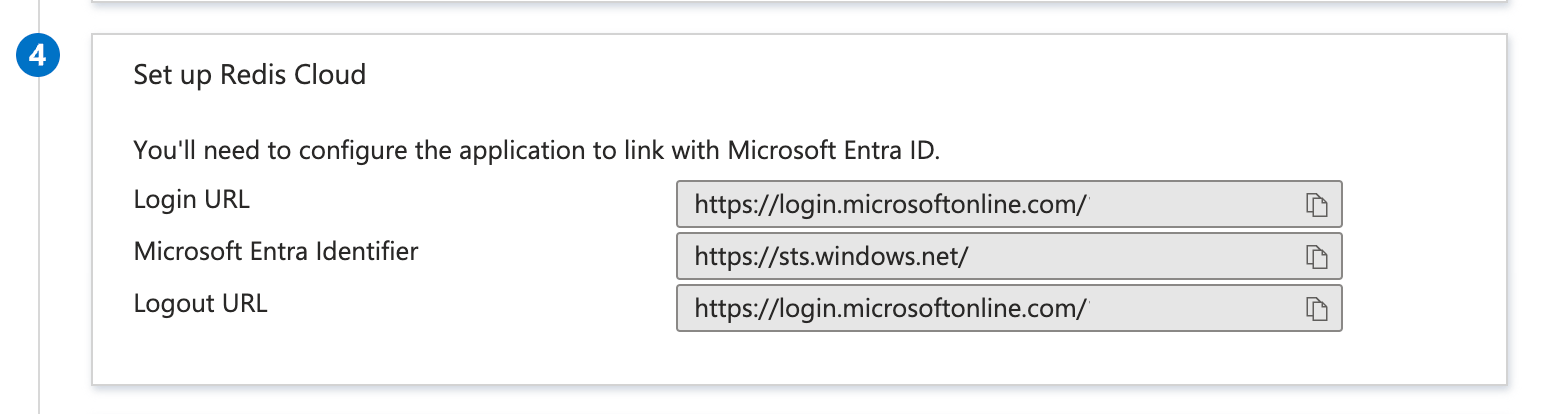 4
Set up Redis Cloud
You'll need to configure the application to link with Microsoft Entra ID.
Login URL
https://login.microsoftonline.com/
Microsoft Entra Identifier
https://sts.windows.net/
Logout URL
https://login.microsoftonline.com/